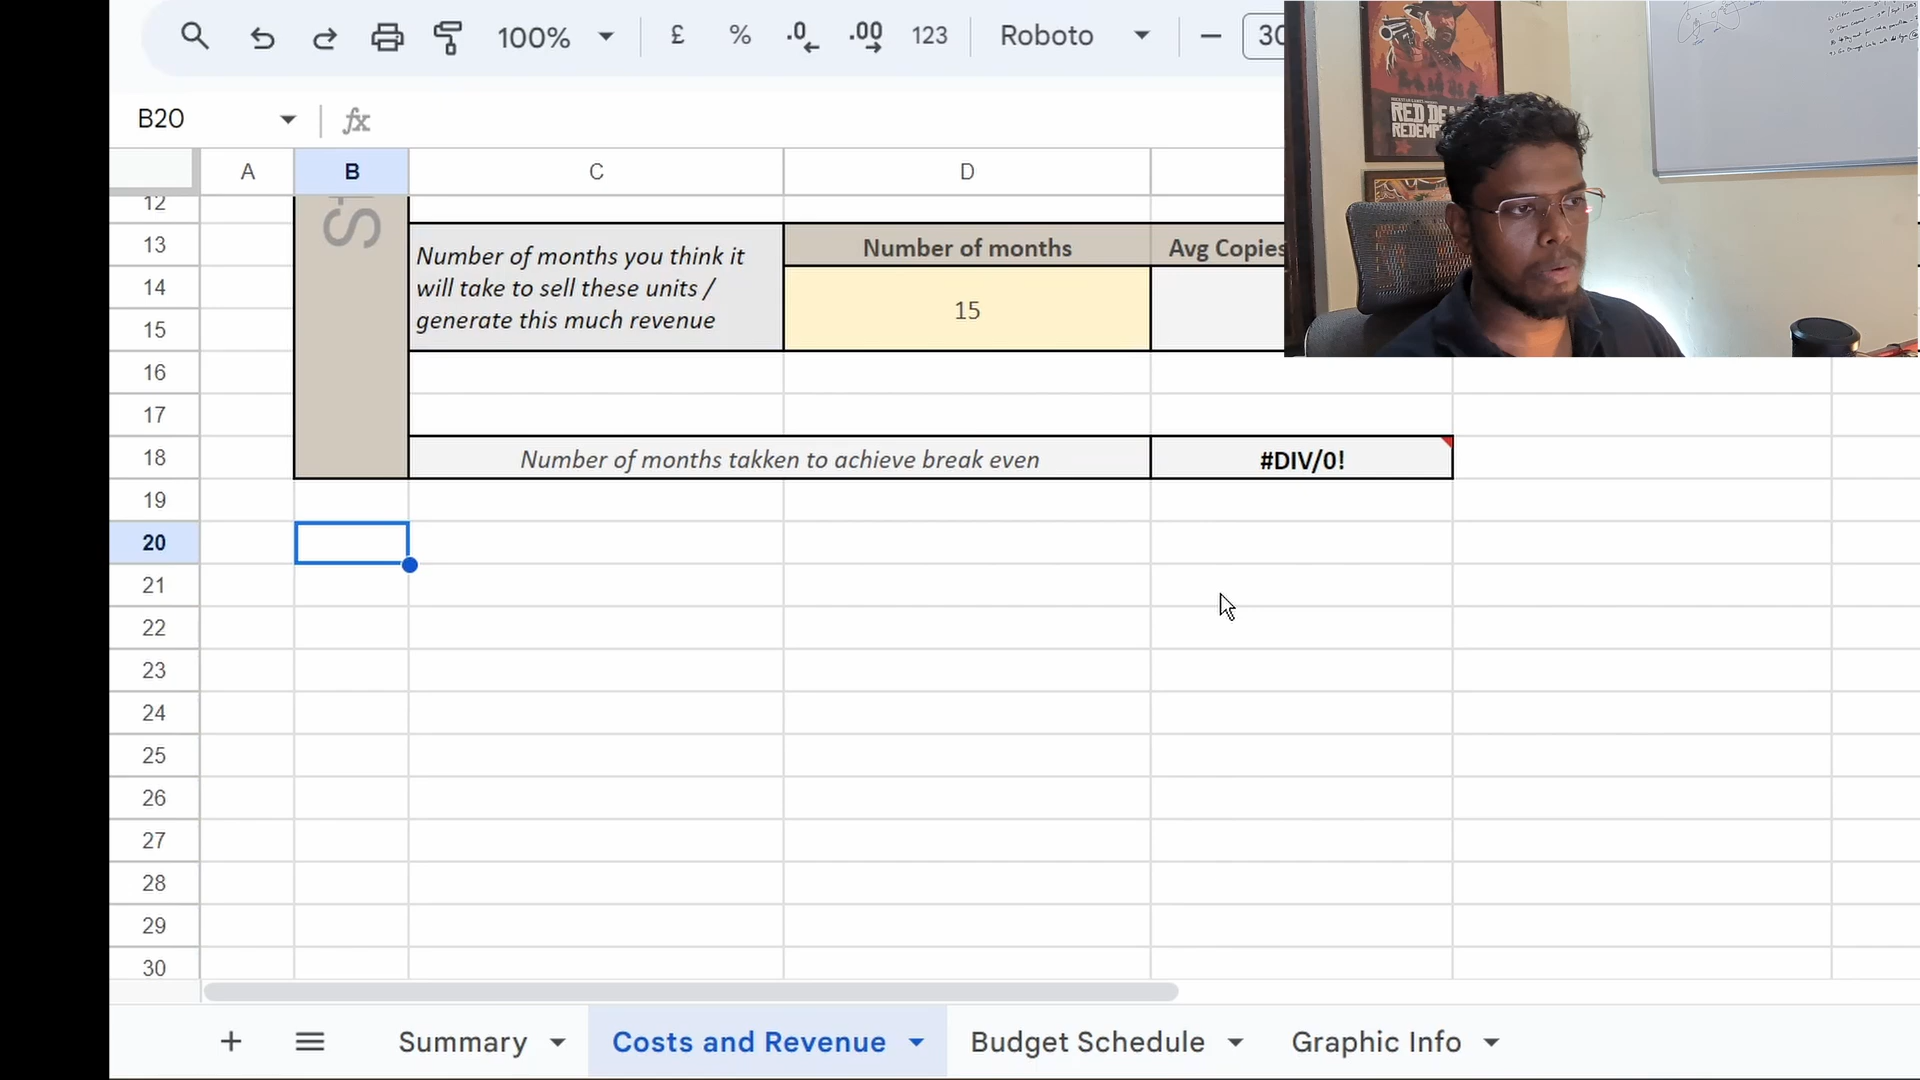 100%
£
%
.0
.00
123
Roboto
30
RED DEAD
B20
fx
A
B
C
D
12
13
Number of months you think it
will take to sell these units /
generate this much revenue
Number of months
Avg Copies
14
15
15
16
17
18
Number of months takken to achieve break even
#DIV/0!
19
20
21
22
23
24
25
26
27
28
29
30
Summary
Costs and Revenue
Budget Schedule
Graphic Info